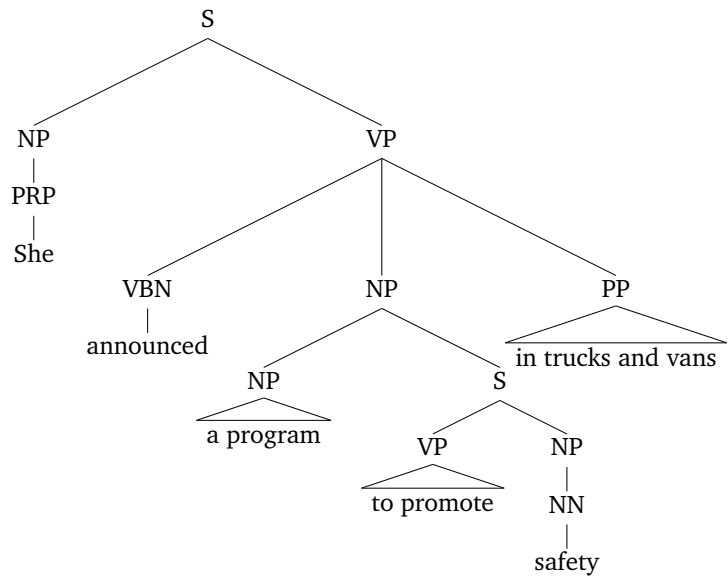 S
NP VP
PRP
She
VBN NP PP
announced in trucks and vans
NP S
a program
VP NP
to promote NN
safety